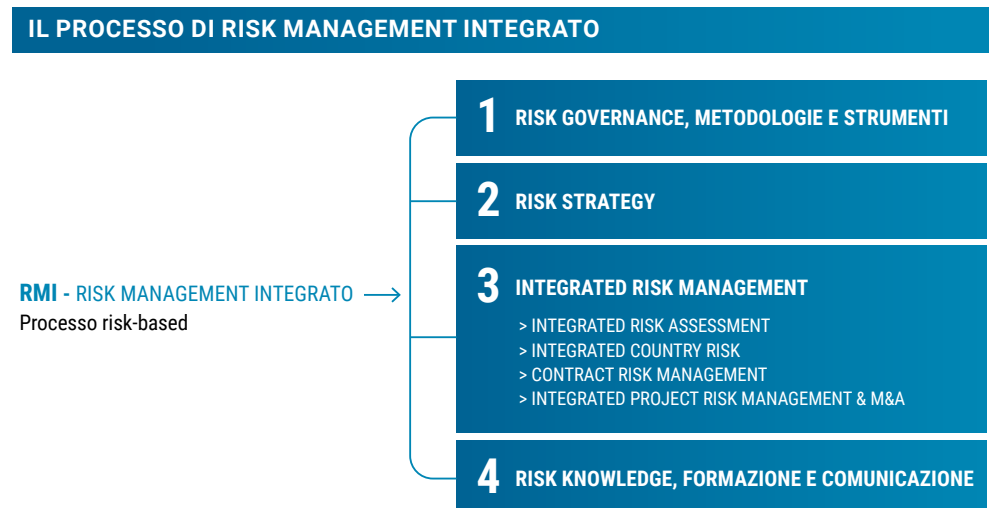 IL PROCESSO DI RISK MANAGEMENT INTEGRATO
RMI - RISK MANAGEMENT INTEGRATO
Processo risk-based
1 RISK GOVERNANCE, METODOLOGIE E STRUMENTI
2 RISK STRATEGY
3 INTEGRATED RISK MANAGEMENT
> INTEGRATED RISK ASSESSMENT
> INTEGRATED COUNTRY RISK
> CONTRACT RISK MANAGEMENT
> INTEGRATED PROJECT RISK MANAGEMENT & M&A
4 RISK KNOWLEDGE, FORMAZIONE E COMUNICAZIONE